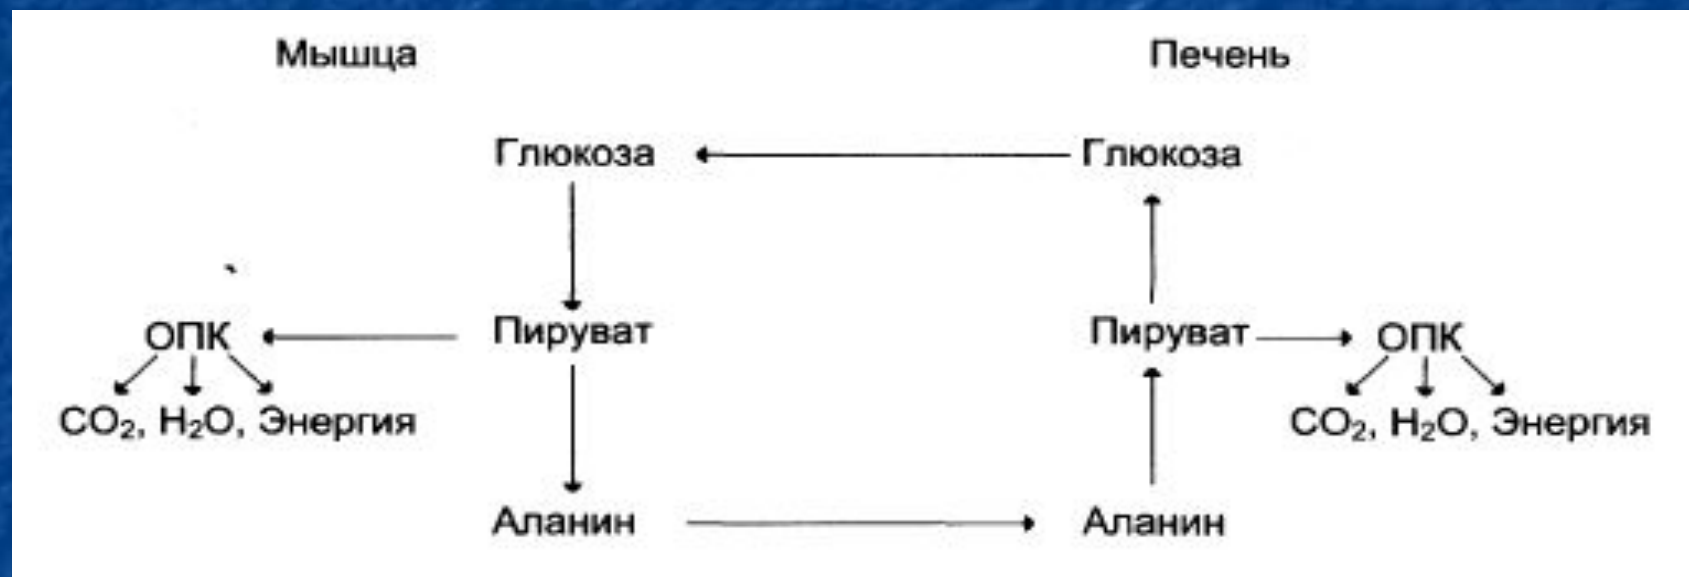 Мышца Печень
Глюкоза Глюкоза
ОПК Пируват Пируват ОПК
CO₂, H₂O, Энергия CO₂, H₂O, Энергия
Аланин Аланин